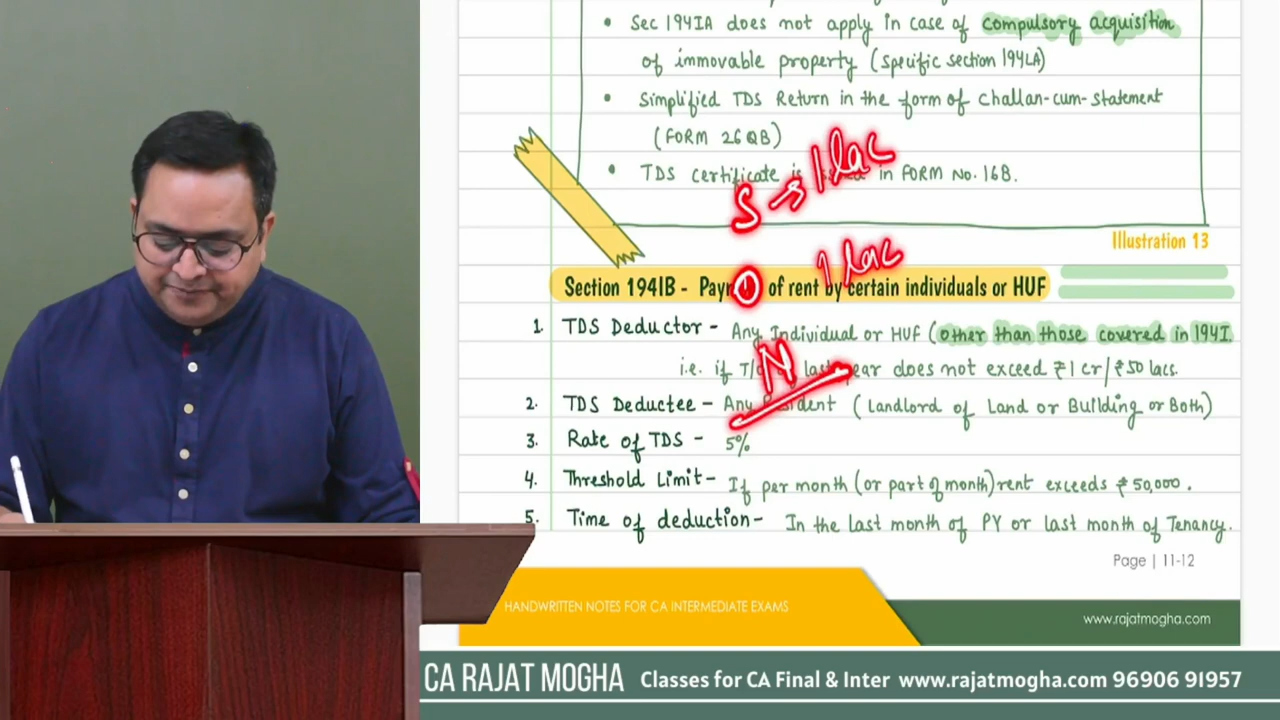 • Sec 194IA does not apply in case of compulsory acquisition
of immovable property (specific section 194LA)
• Simplified TDS Return in the form of challan-cum-statement
(FORM 26QB)
• TDS certificate is in FORM No. 16B.
S → 1 lac
Illustration 13
O 1 lac
Section 194IB - of rent by certain individuals or HUF
1. TDS Deductor - Any Individual or HUF (other than those covered in 194I.
N
i.e. if does not exceed ₹1 cr/₹50 lacs.
2. TDS Deductee - Any Resident (Landlord of Land or Building or Both)
3. Rate of TDS - 5%
4. Threshold Limit - If per month (or part of month) rent exceeds ₹50,000.
5. Time of deduction - In the last month of PY or last month of Tenancy.
Page | 11-12
HANDWRITTEN NOTES FOR CA INTERMEDIATE EXAMS
www.rajatmogha.com
CA RAJAT MOGHA Classes for CA Final & Inter www.rajatmogha.com 96906 91957